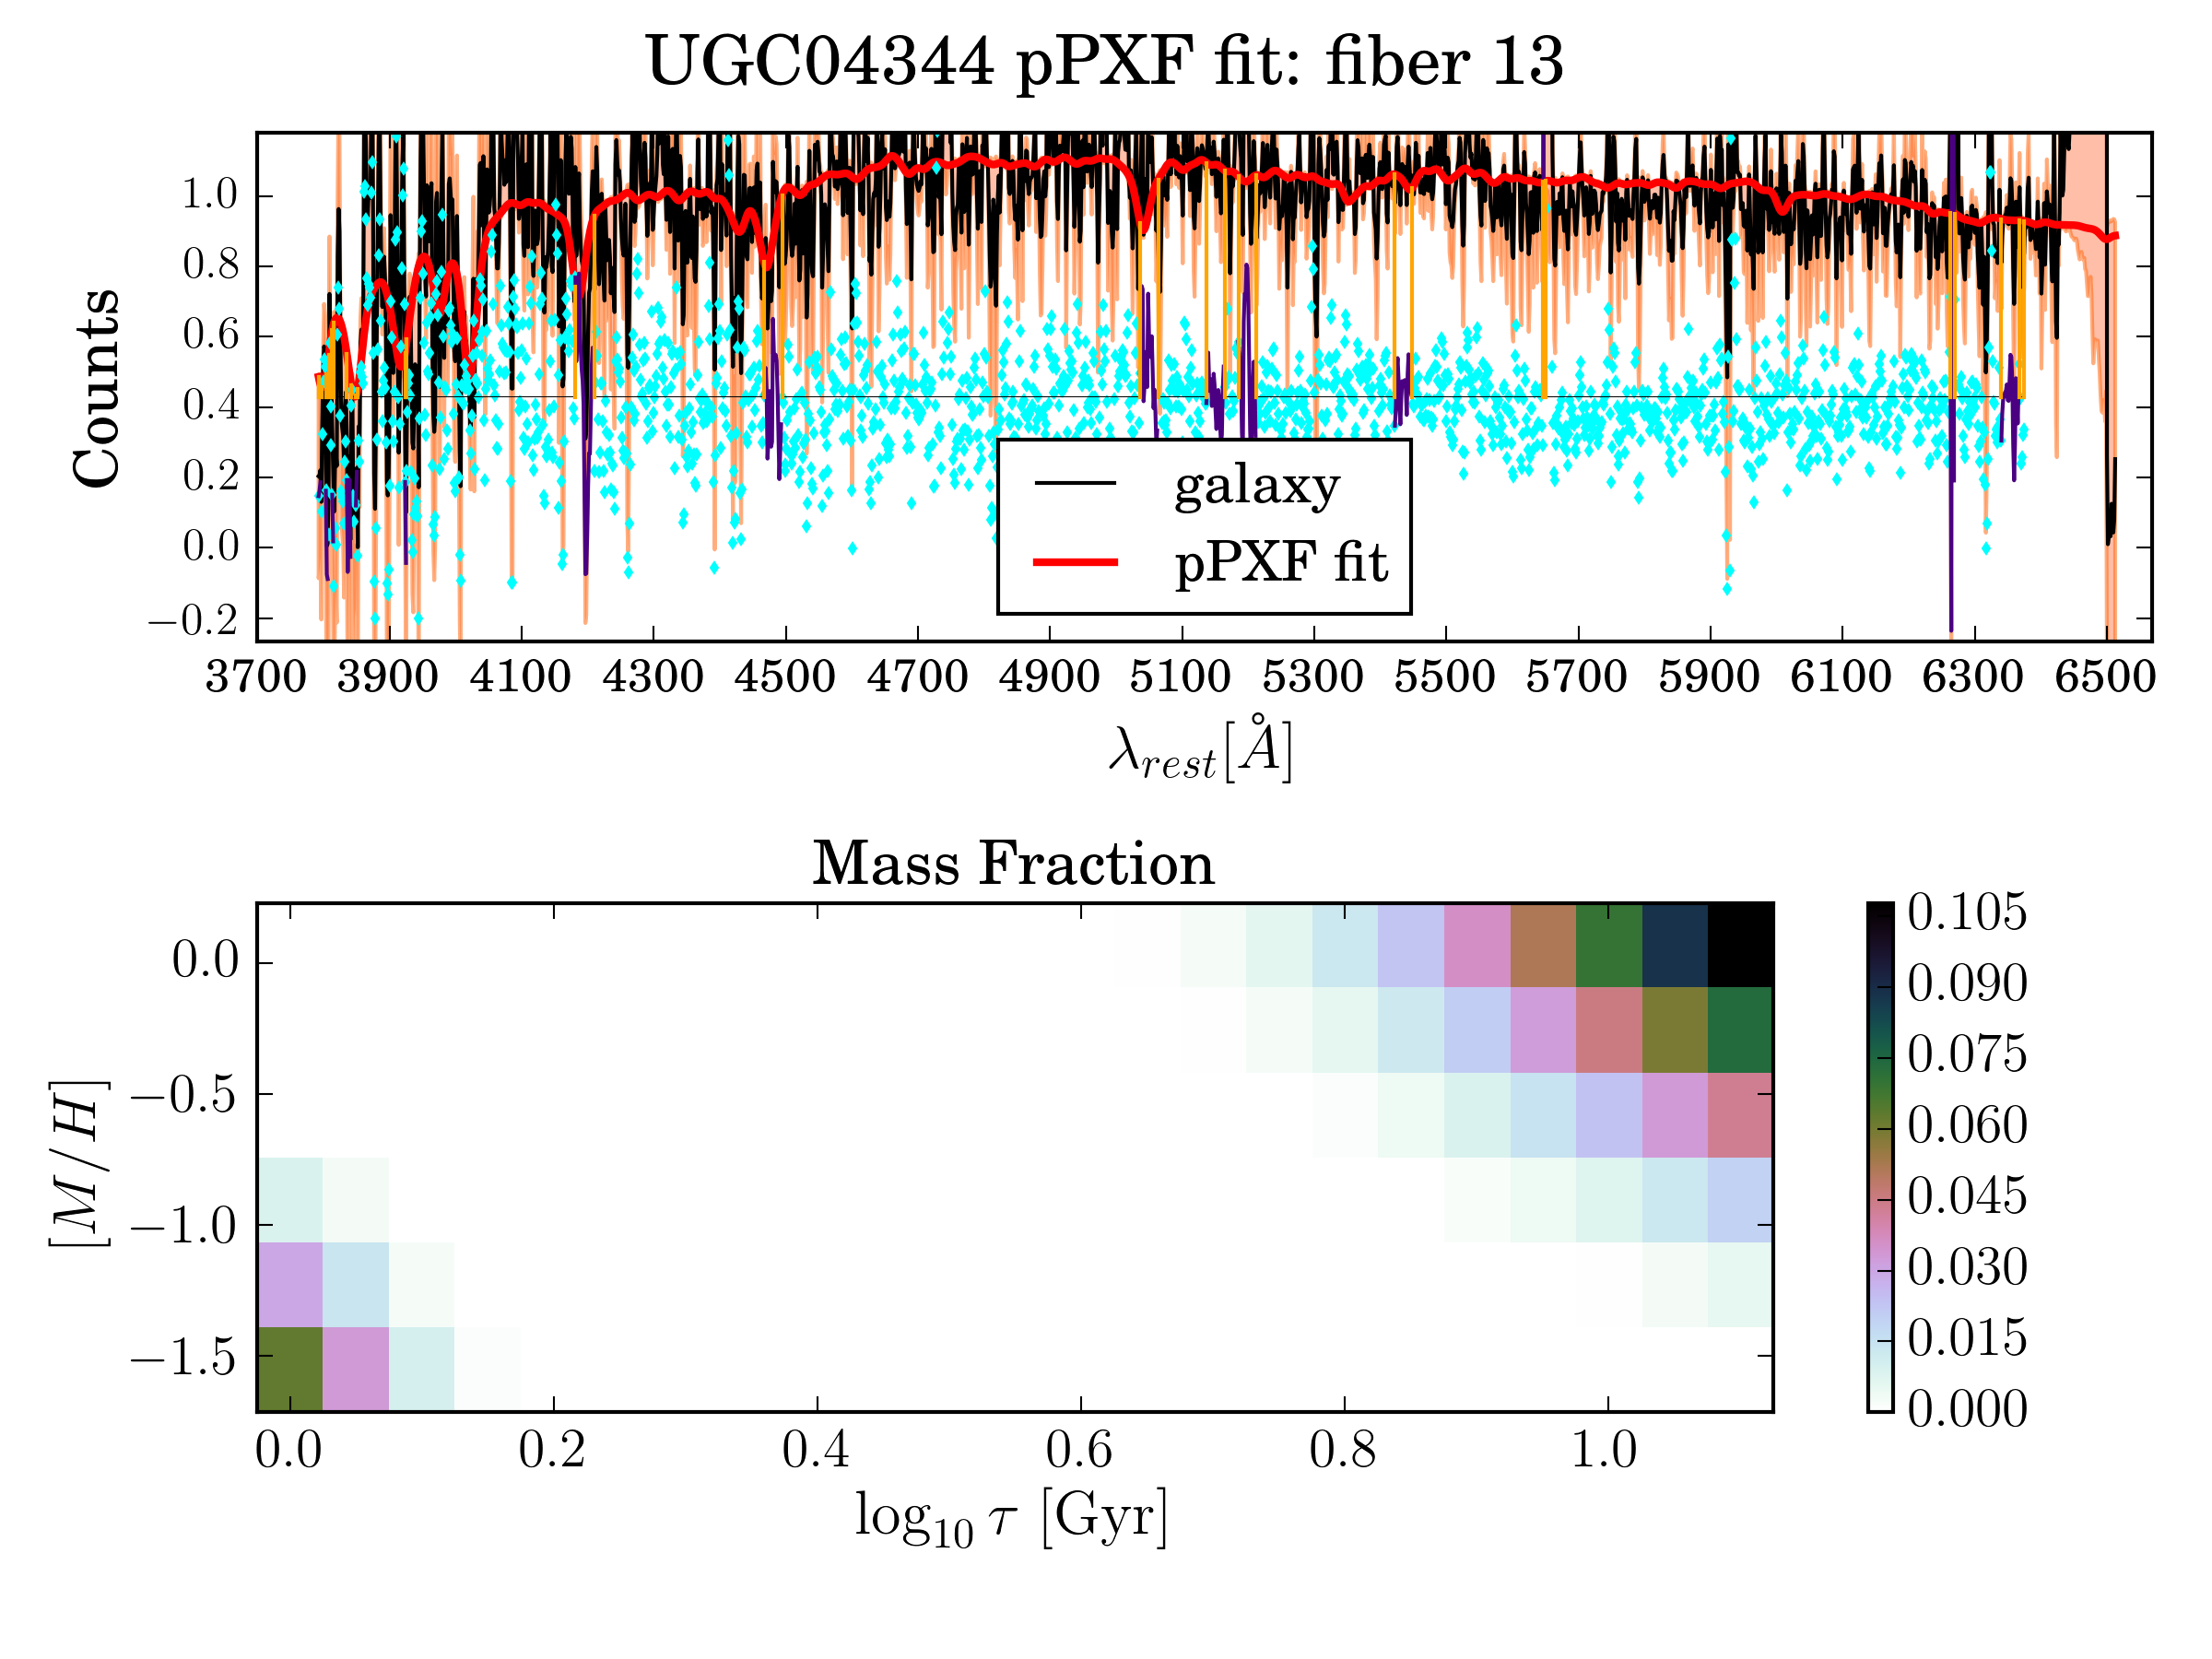 UGC04344 pPXF fit: fiber 13
Counts
1.0
0.8
0.6
0.4
0.2
0.0
−0.2
galaxy
pPXF fit
3700 3900 4100 4300 4500 4700 4900 5100 5300 5500 5700 5900 6100 6300 6500
λ_rest[Å]
Mass Fraction
[M/H]
0.0
−0.5
−1.0
−1.5
0.0 0.2 0.4 0.6 0.8 1.0
log₁₀ τ [Gyr]
0.105
0.090
0.075
0.060
0.045
0.030
0.015
0.000